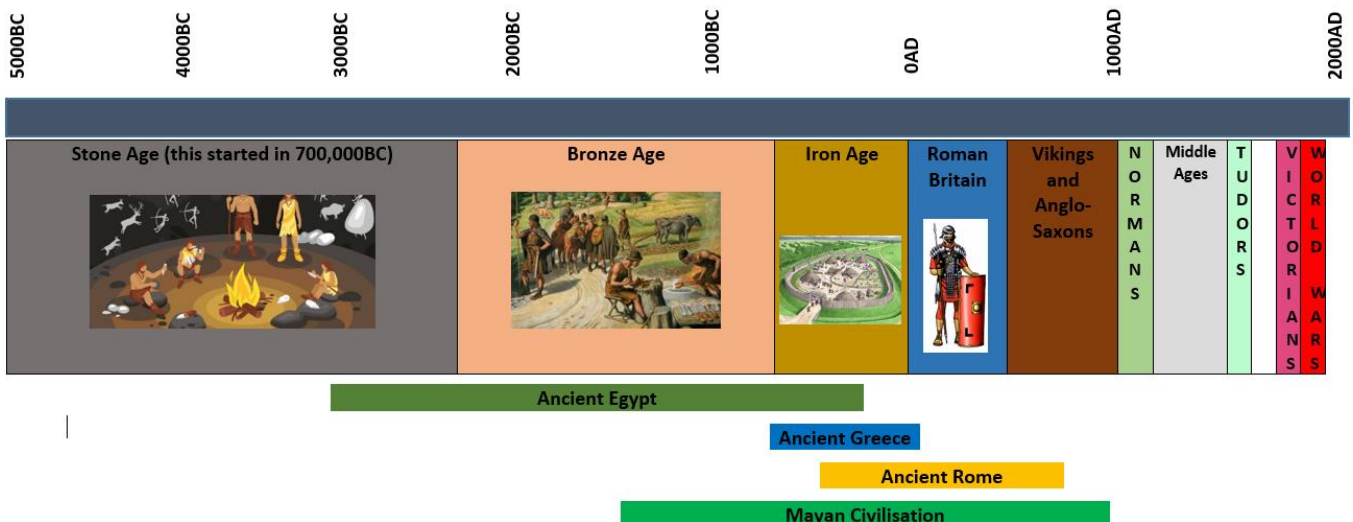 5000BC
4000BC
3000BC
2000BC
1000BC
0AD
1000AD
2000AD
Stone Age (this started in 700,000BC)
Bronze Age
Iron Age
Roman
Britain
Vikings
and
Anglo-
Saxons
NORMANS
Middle
Ages
TUDORS
VICTORIANS
WORLD WARS
Ancient Egypt
Ancient Greece
Ancient Rome
Mayan Civilisation